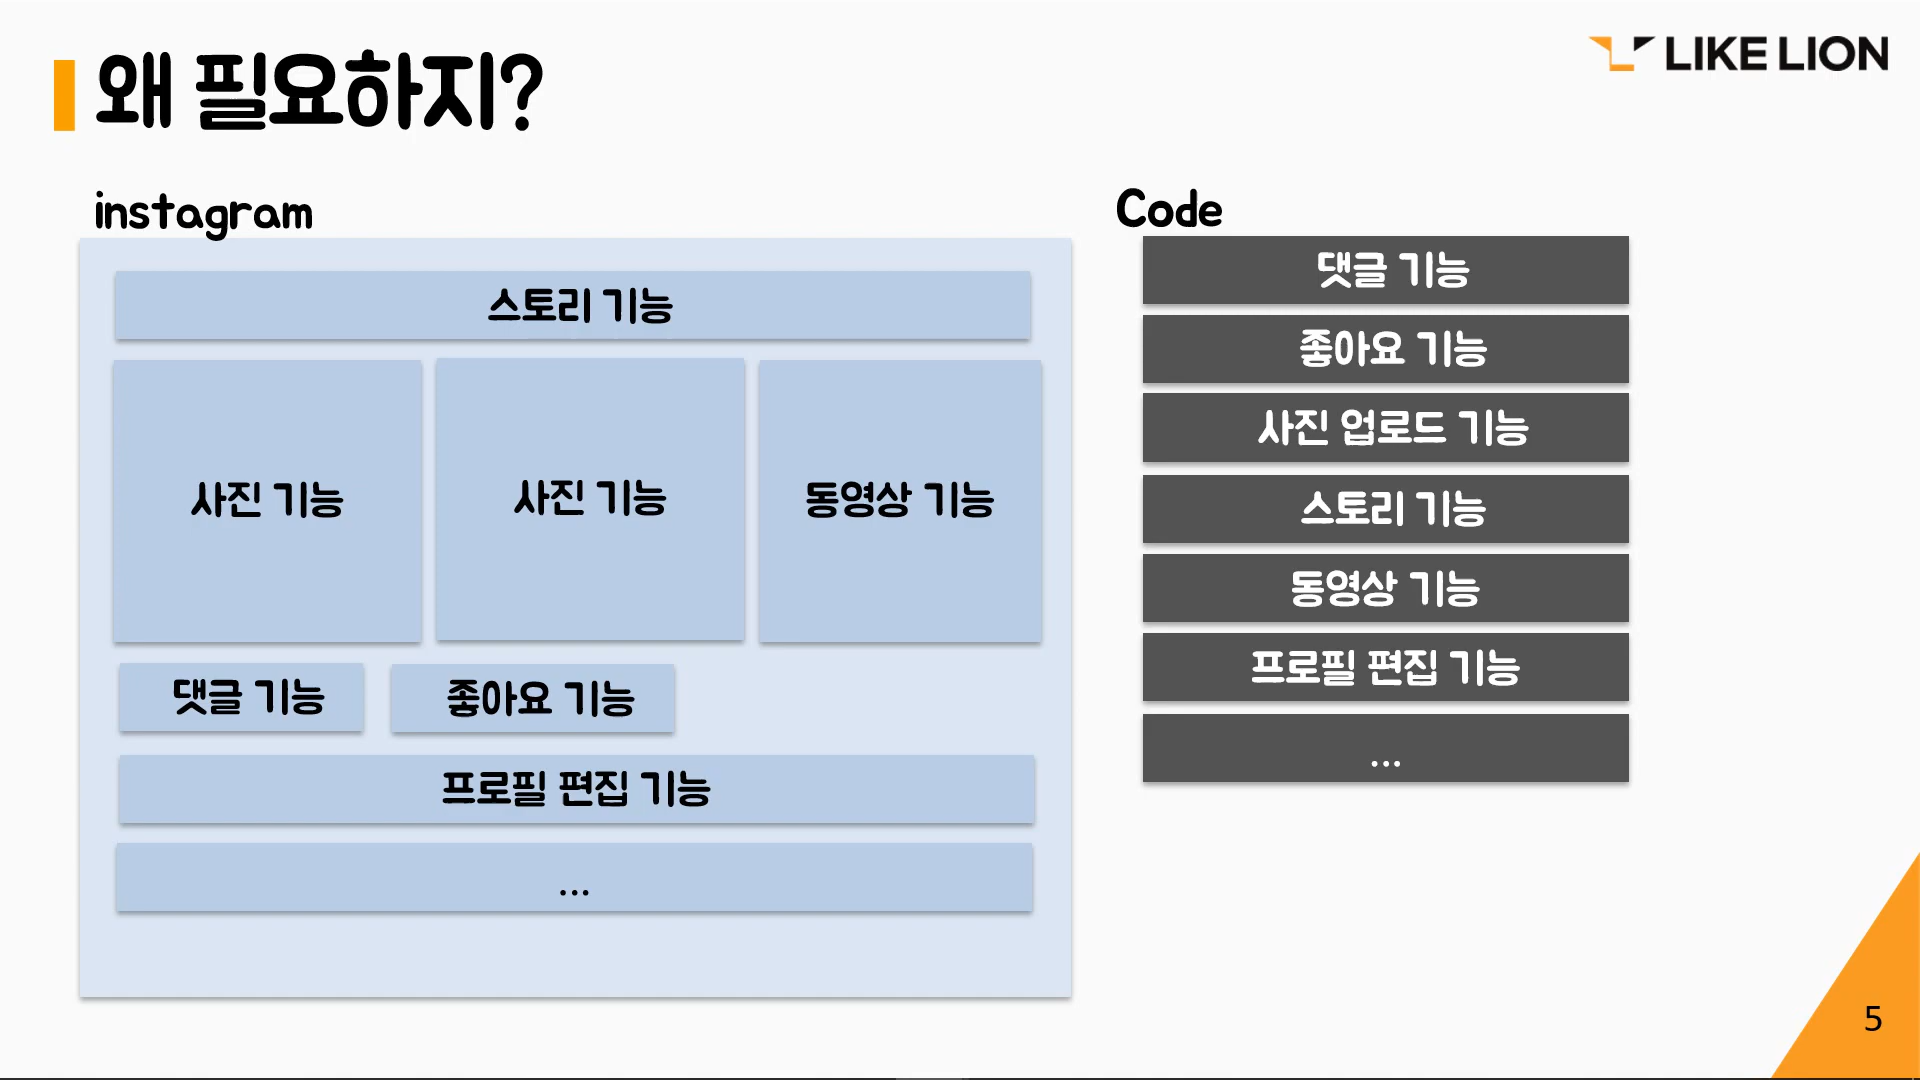 왜 필요하지?
LIKE LION
instagram
스토리 기능
사진 기능
사진 기능
동영상 기능
댓글 기능
좋아요 기능
프로필 편집 기능
...
Code
댓글 기능
좋아요 기능
사진 업로드 기능
스토리 기능
동영상 기능
프로필 편집 기능
...
5